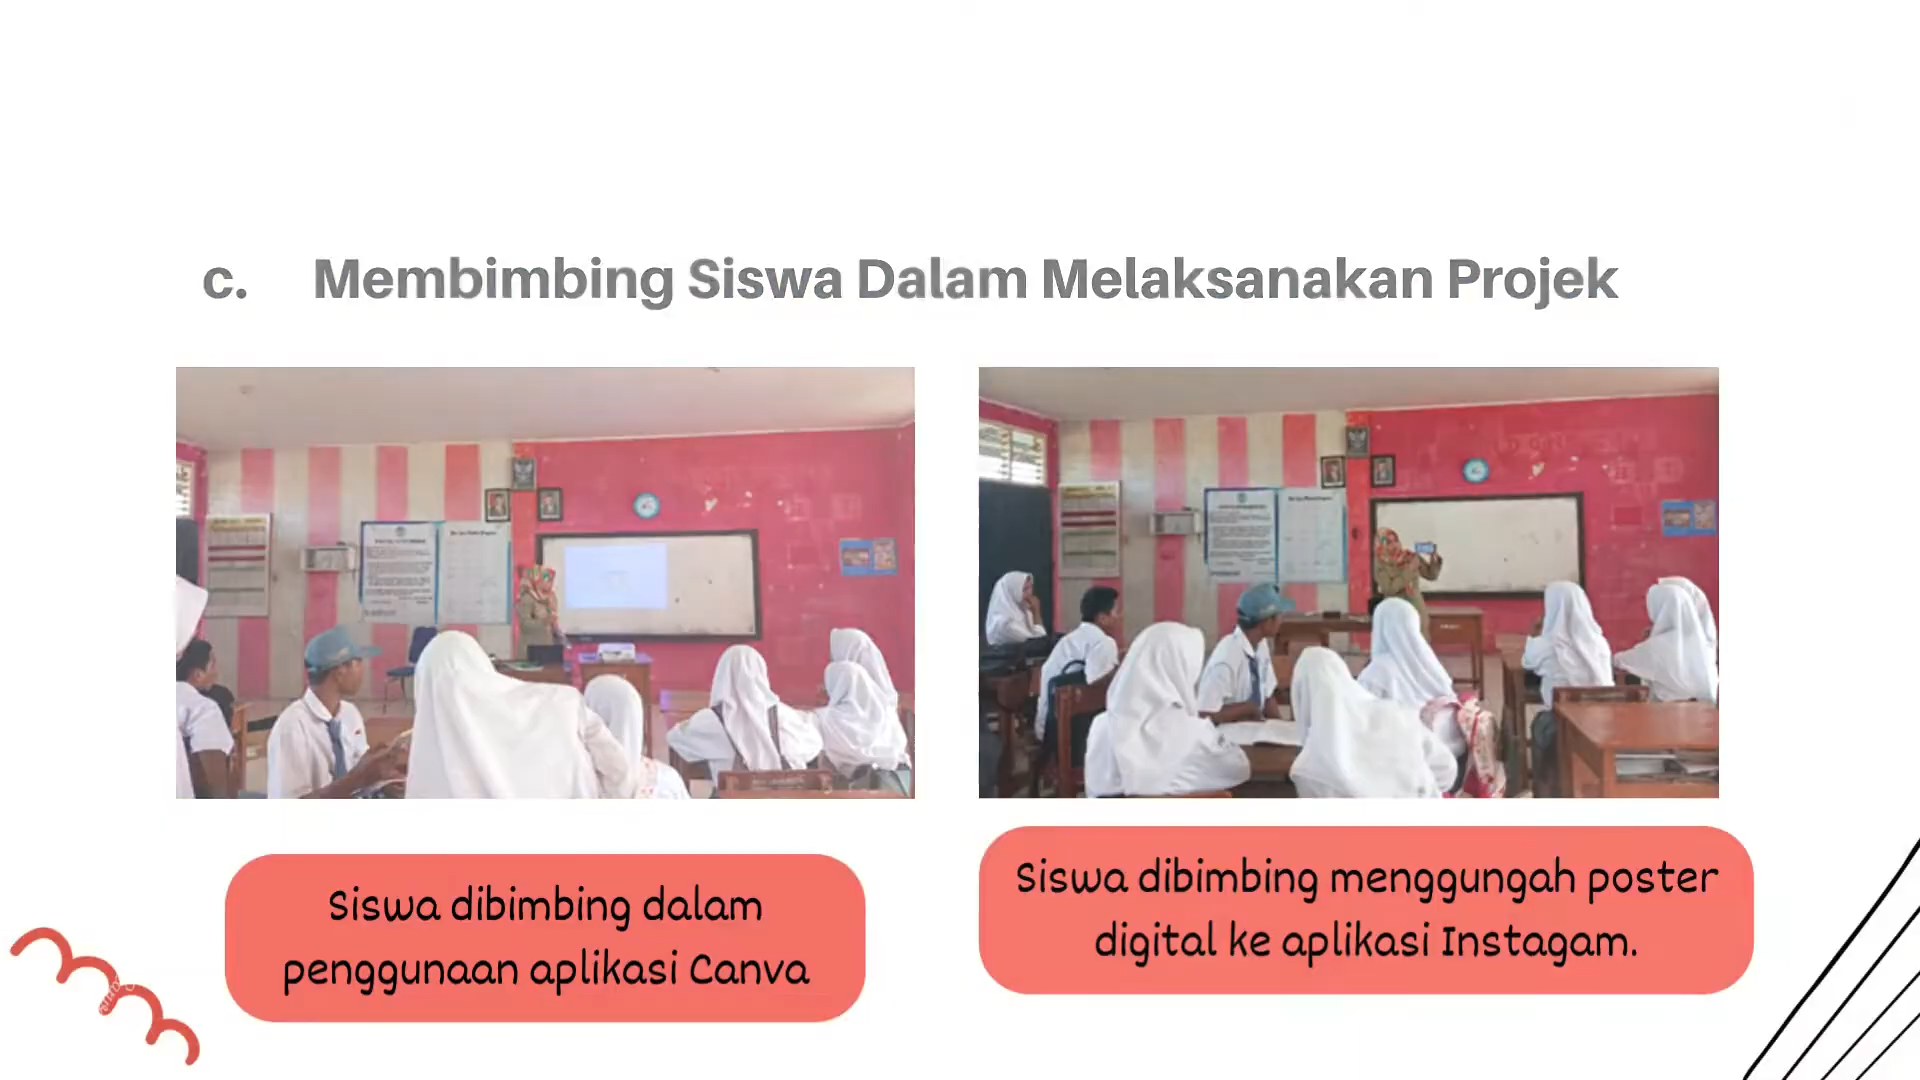 c. Membimbing Siswa Dalam Melaksanakan Projek
Siswa dibimbing dalam
penggunaan aplikasi Canva
Siswa dibimbing menggungah poster
digital ke aplikasi Instagam.